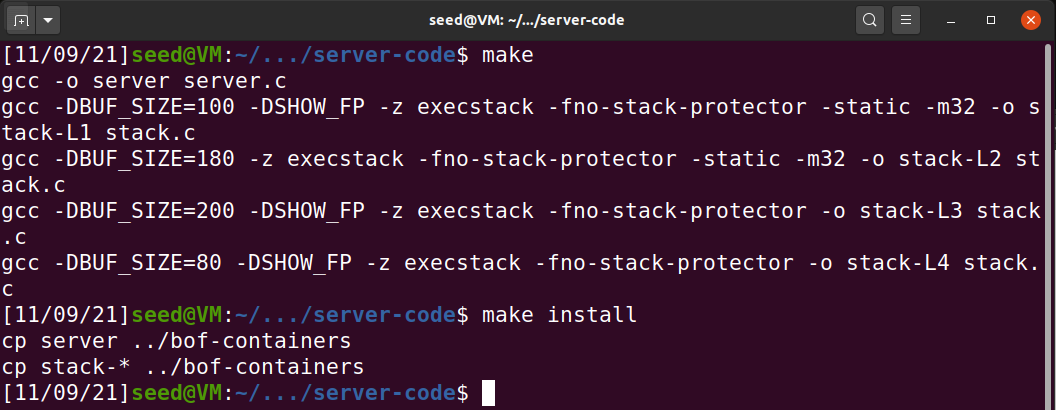 seed@VM: ~/.../server-code
[11/09/21]seed@VM:~/.../server-code$ make
gcc -o server server.c
gcc -DBUF_SIZE=100 -DSHOW_FP -z execstack -fno-stack-protector -static -m32 -o s
tack-L1 stack.c
gcc -DBUF_SIZE=180 -z execstack -fno-stack-protector -static -m32 -o stack-L2 st
ack.c
gcc -DBUF_SIZE=200 -DSHOW_FP -z execstack -fno-stack-protector -o stack-L3 stack
.c
gcc -DBUF_SIZE=80 -DSHOW_FP -z execstack -fno-stack-protector -o stack-L4 stack.
c
[11/09/21]seed@VM:~/.../server-code$ make install
cp server ../bof-containers
cp stack-* ../bof-containers
[11/09/21]seed@VM:~/.../server-code$